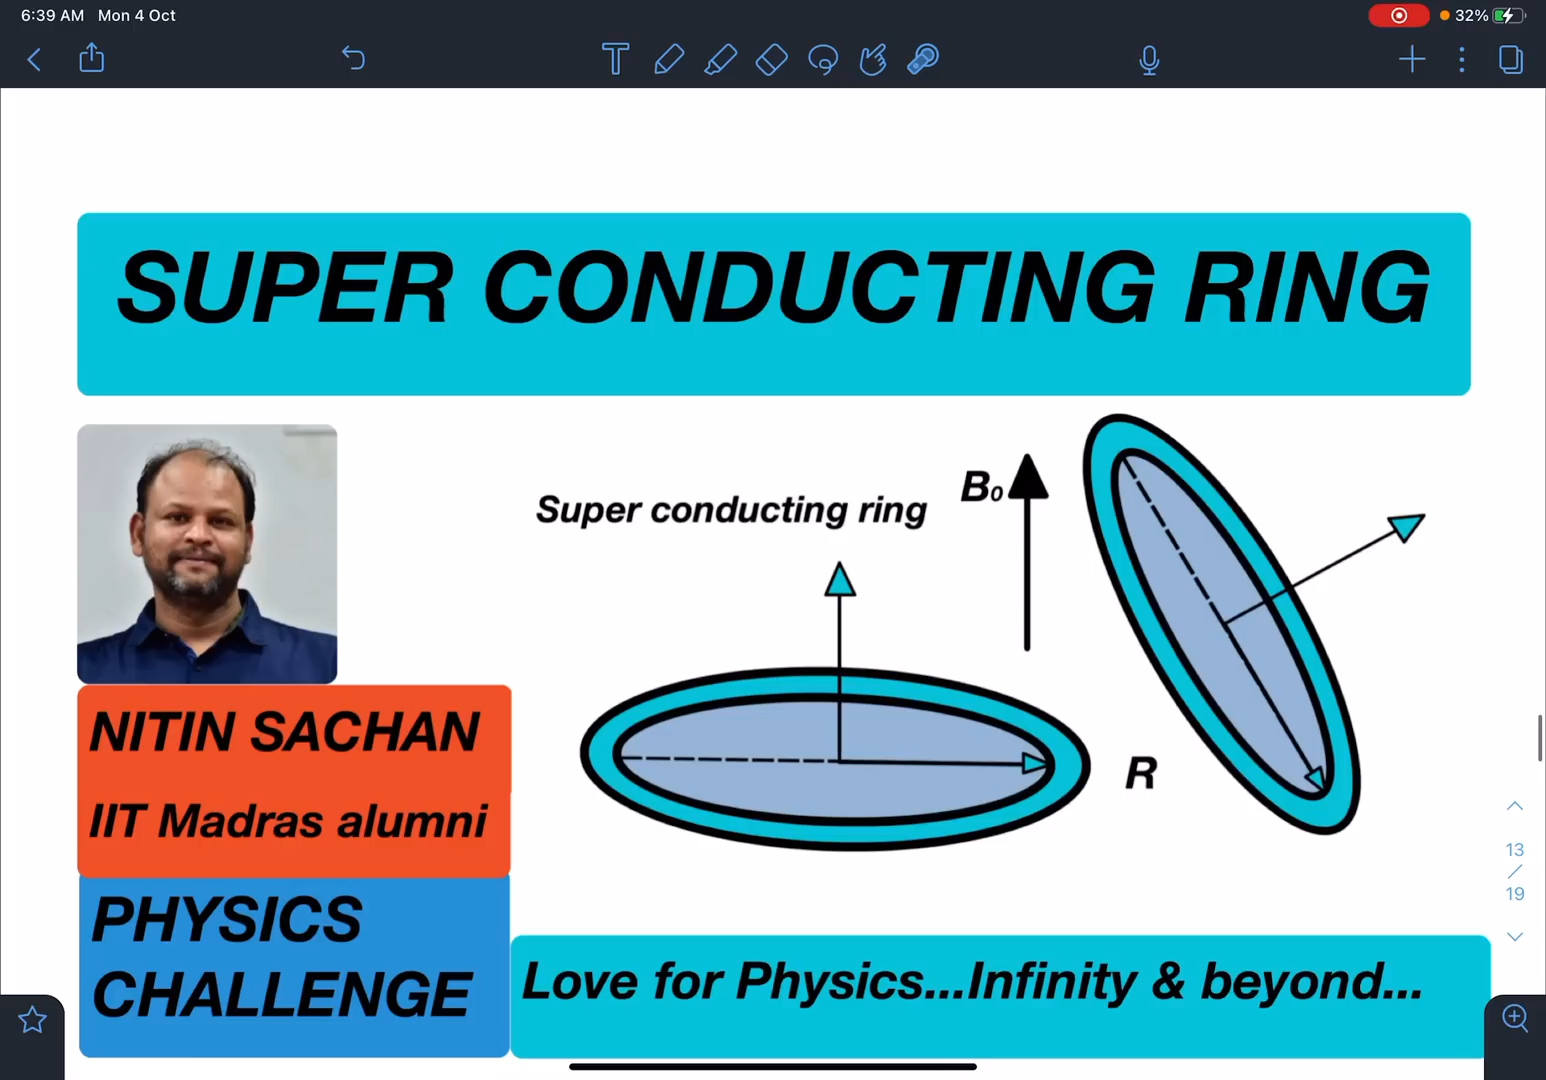 6:39 AM Mon 4 Oct
32%
SUPER CONDUCTING RING
Super conducting ring
B₀
R
NITIN SACHAN
IIT Madras alumni
PHYSICS
CHALLENGE
Love for Physics...Infinity & beyond...
13
/
19